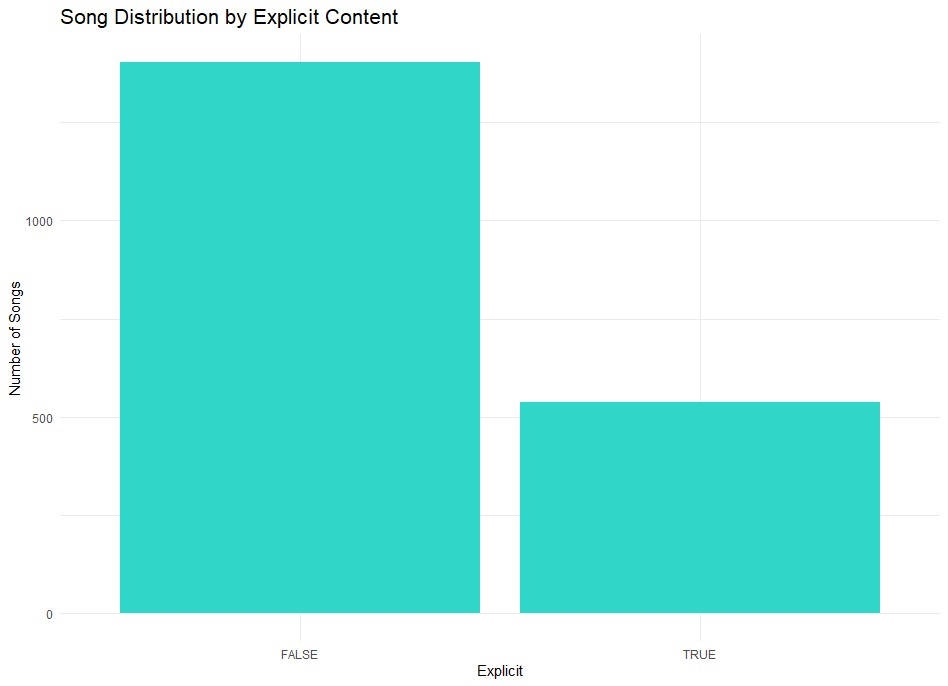 Song Distribution by Explicit Content
Number of Songs
1000
500
0
FALSE
TRUE
Explicit